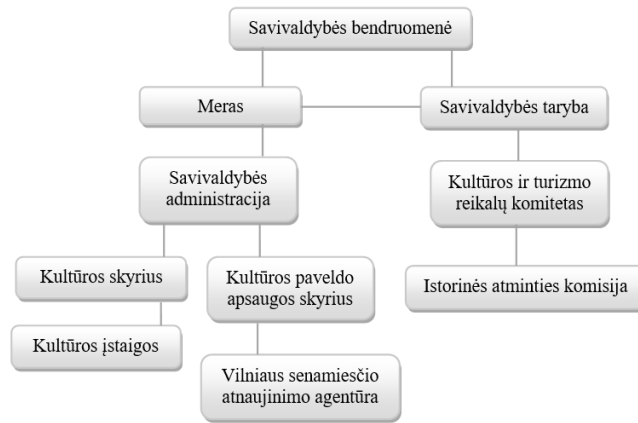 Savivaldybės bendruomenė
Meras
Savivaldybės taryba
Savivaldybės
administracija
Kultūros ir turizmo
reikalų komitetas
Kultūros skyrius
Kultūros paveldo
apsaugos skyrius
Istorinės atminties komisija
Kultūros įstaigos
Vilniaus senamiesčio
atnaujinimo agentūra